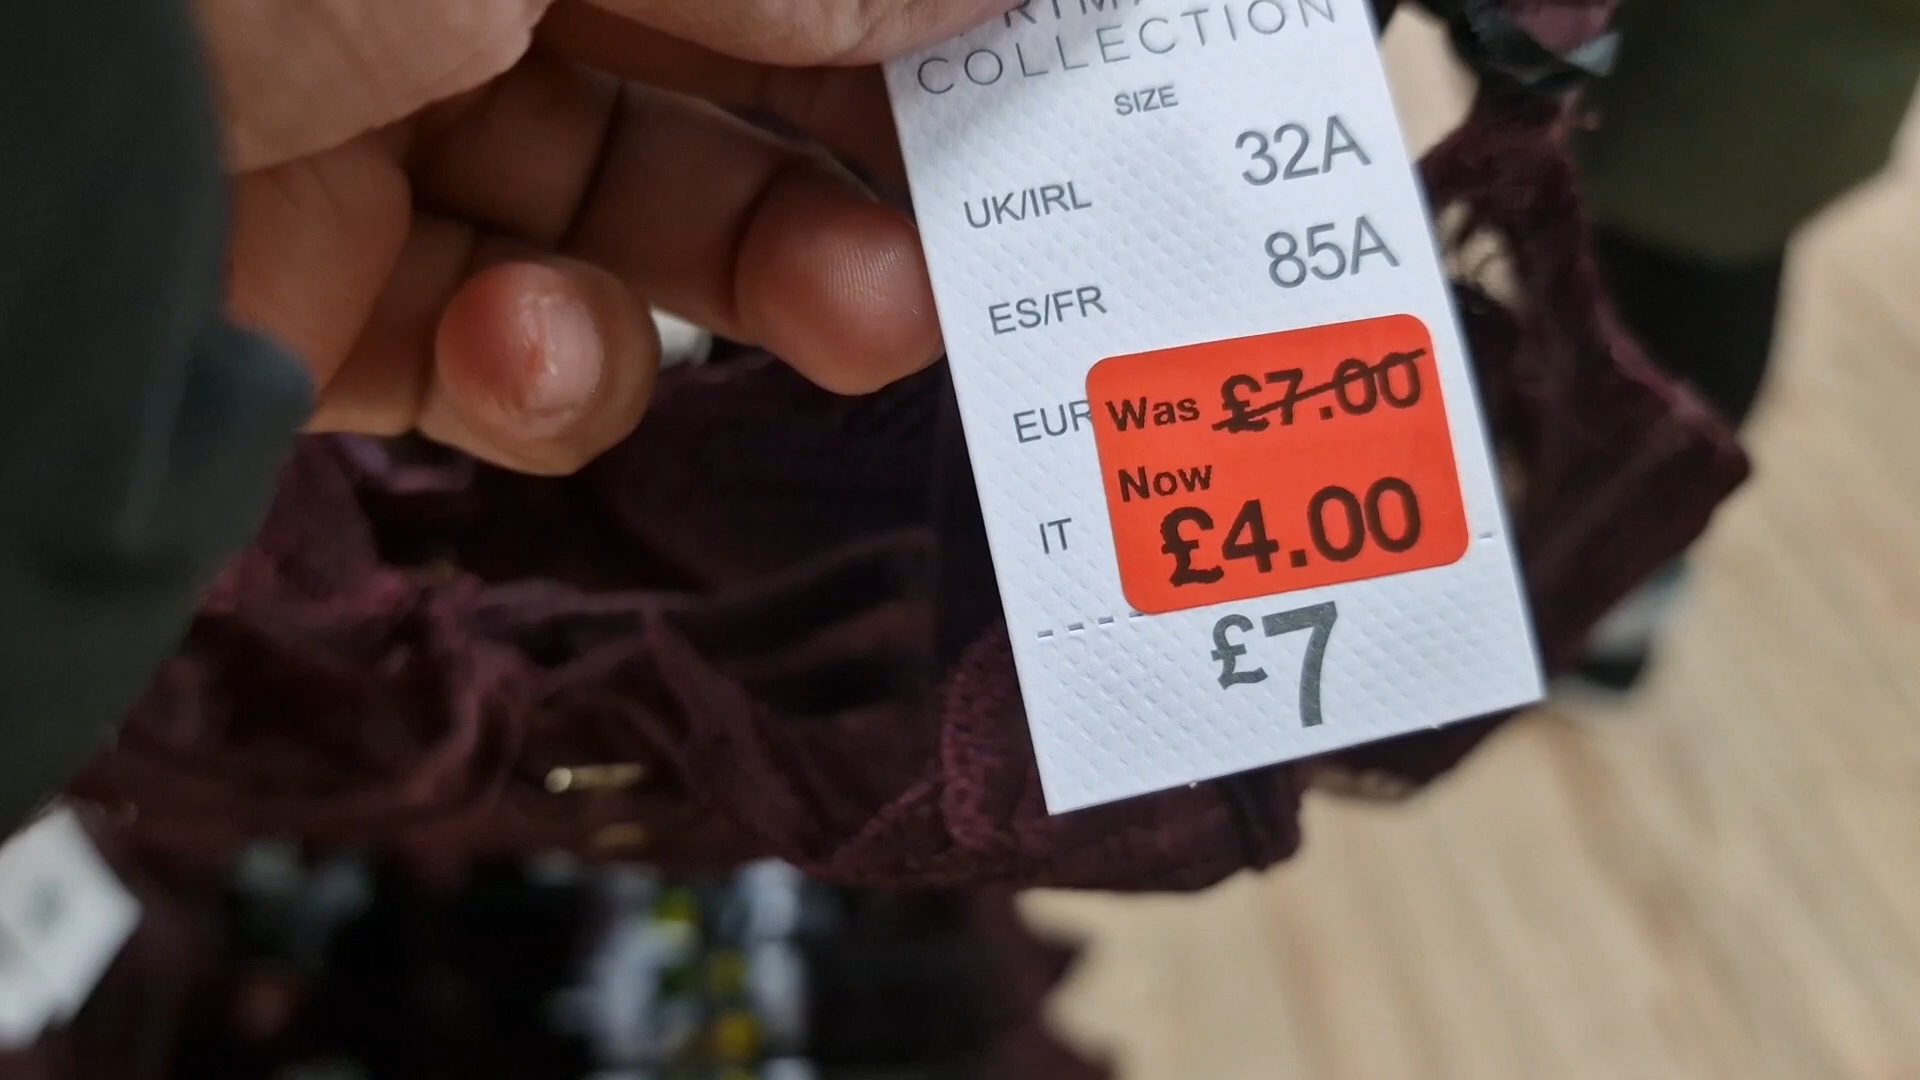 COLLECTION
SIZE
UK/IRL 32A
ES/FR 85A
EUR
IT
Was £7.00
Now
£4.00
£7